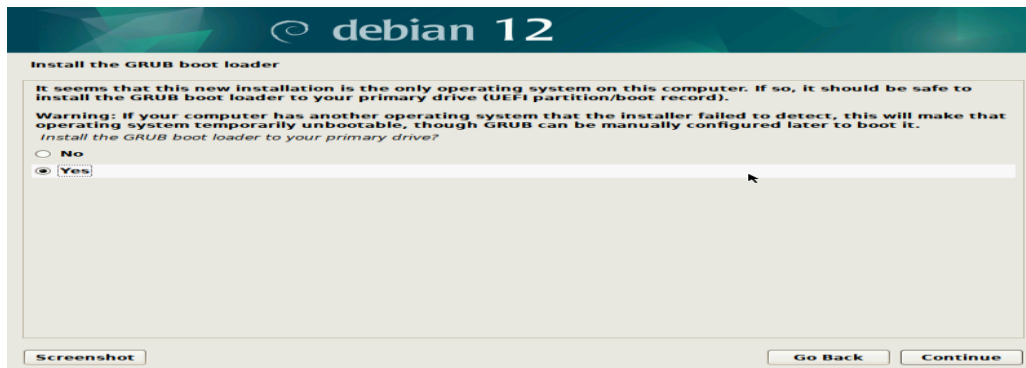 debian 12
Install the GRUB boot loader
It seems that this new installation is the only operating system on this computer. If so, it should be safe to
install the GRUB boot loader to your primary drive (UEFI partition/boot record).
Warning: If your computer has another operating system that the installer failed to detect, this will make that
operating system temporarily unbootable, though GRUB can be manually configured later to boot it.
Install the GRUB boot loader to your primary drive?
No
Yes
Screenshot
Go Back
Continue